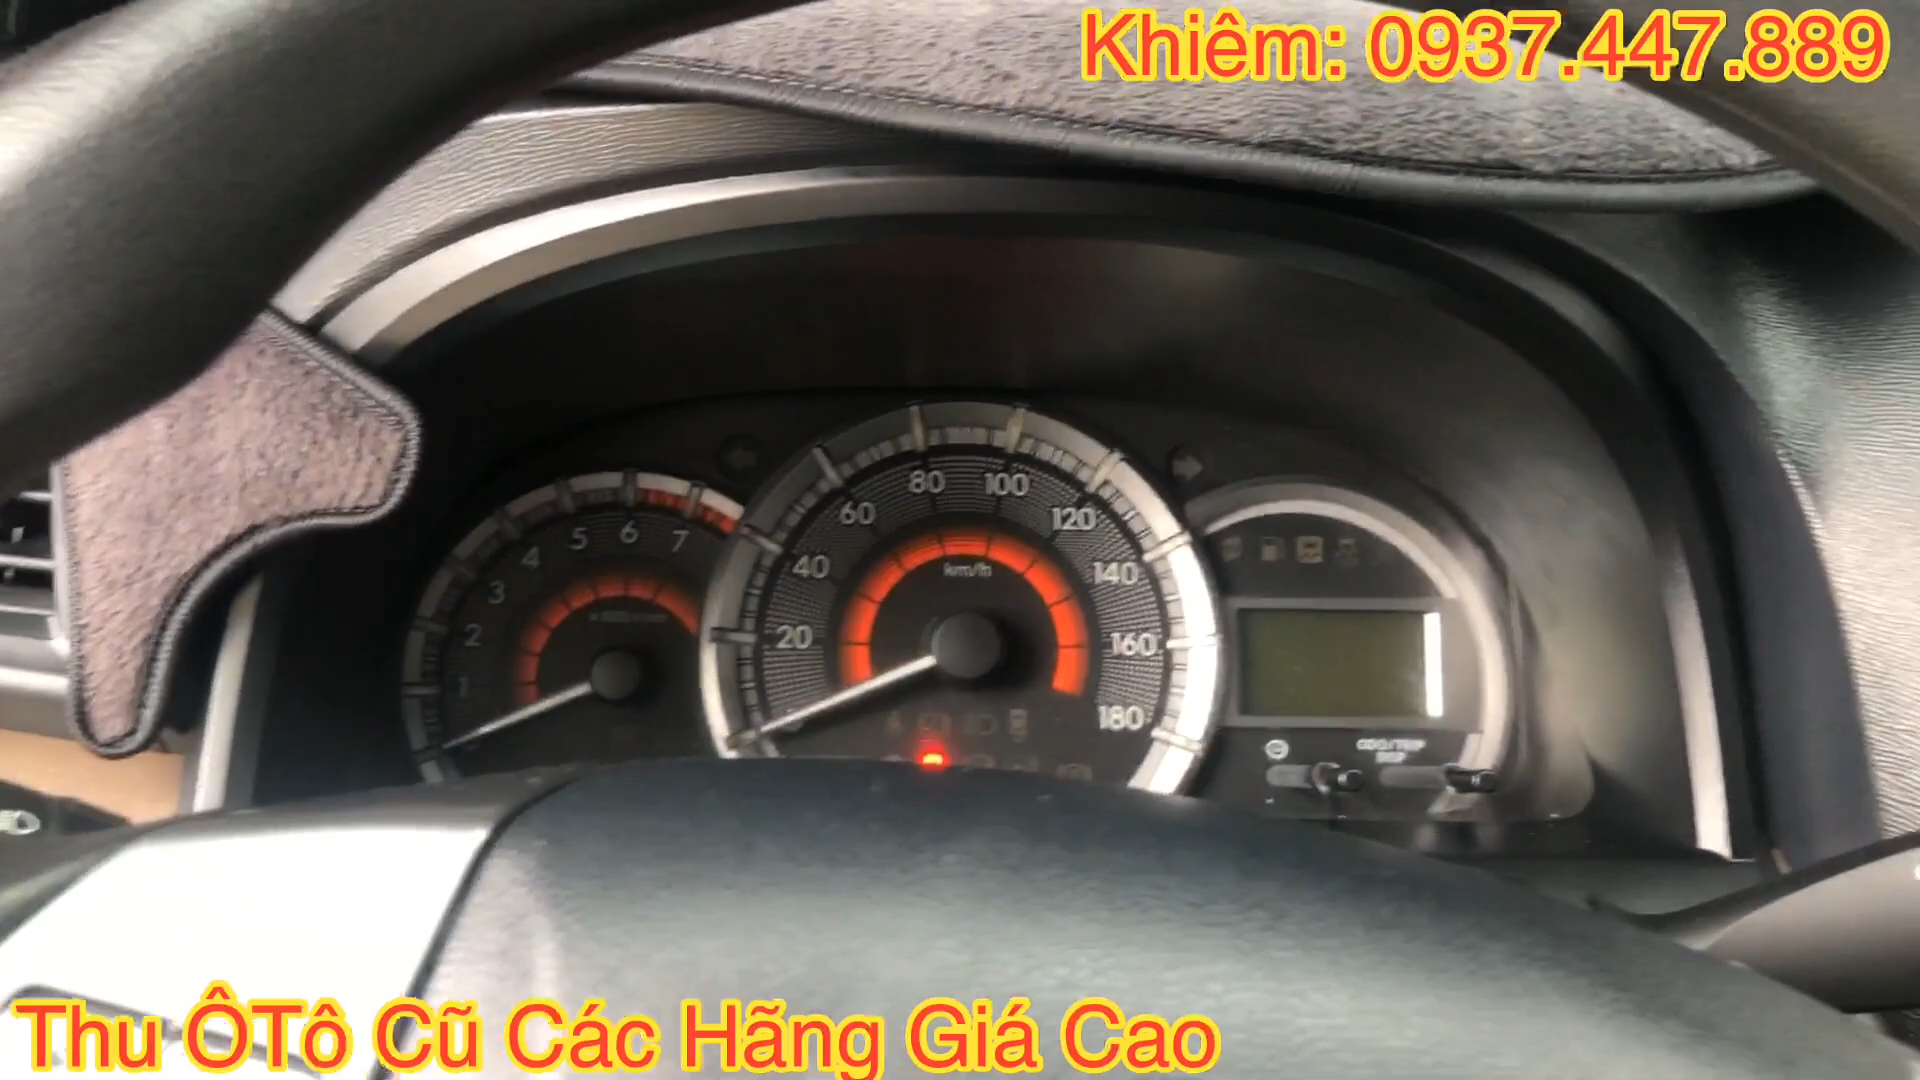 Khiêm: 0937.447.889
1 2 3 4 5 6 7
20 40 60 80 100 120 140 160 180
km/h
ODO/TRIP
DISP
Thu ÔTô Cũ Các Hãng Giá Cao